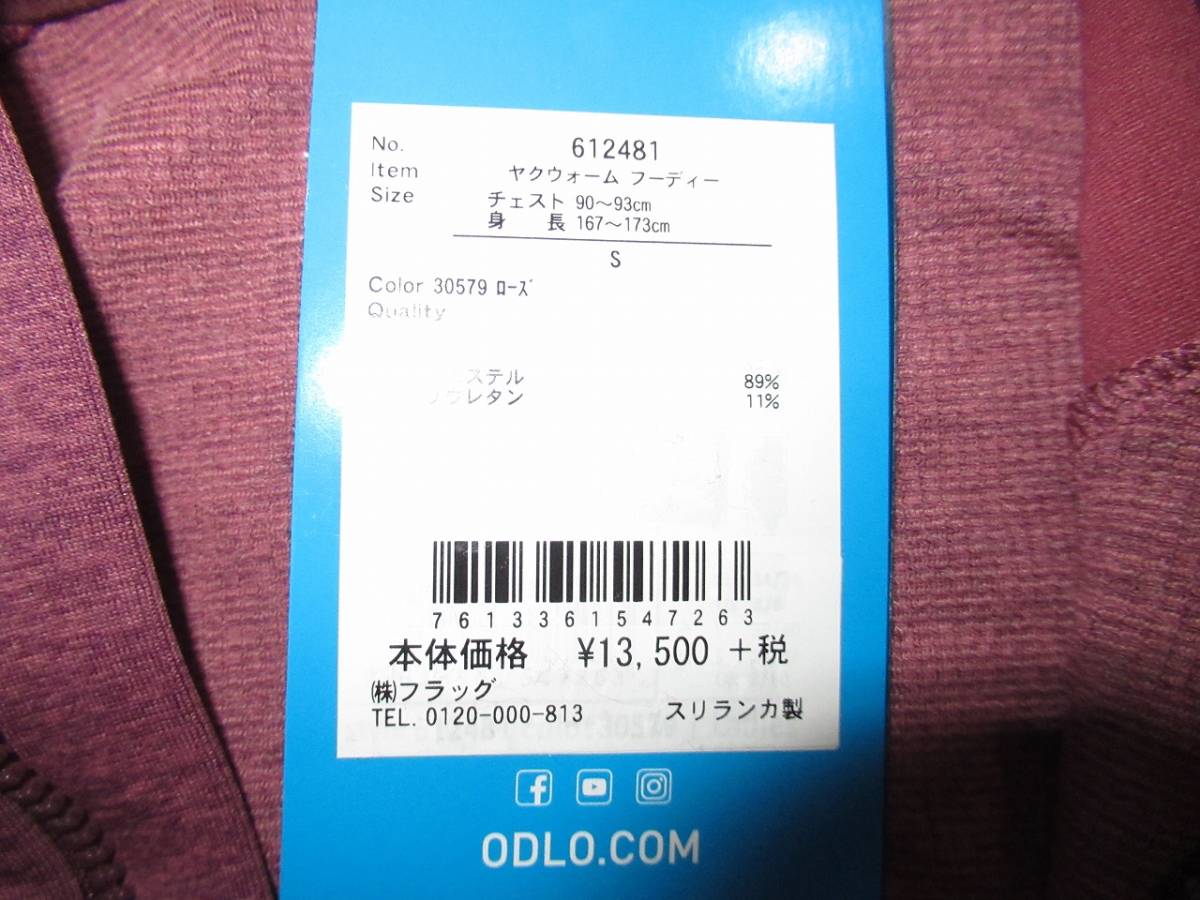 No. 612481
Item ヤクウォーム フーディー
Size チェスト 90～93cm
身 長 167～173cm
S
Color 30579 ﾛｰｽﾞ
Quality
ステル 89%
ウレタン 11%
7613361547263
本体価格 ¥13,500 +税
㈱フラッグ
TEL. 0120-000-813 スリランカ製
ODLO.COM